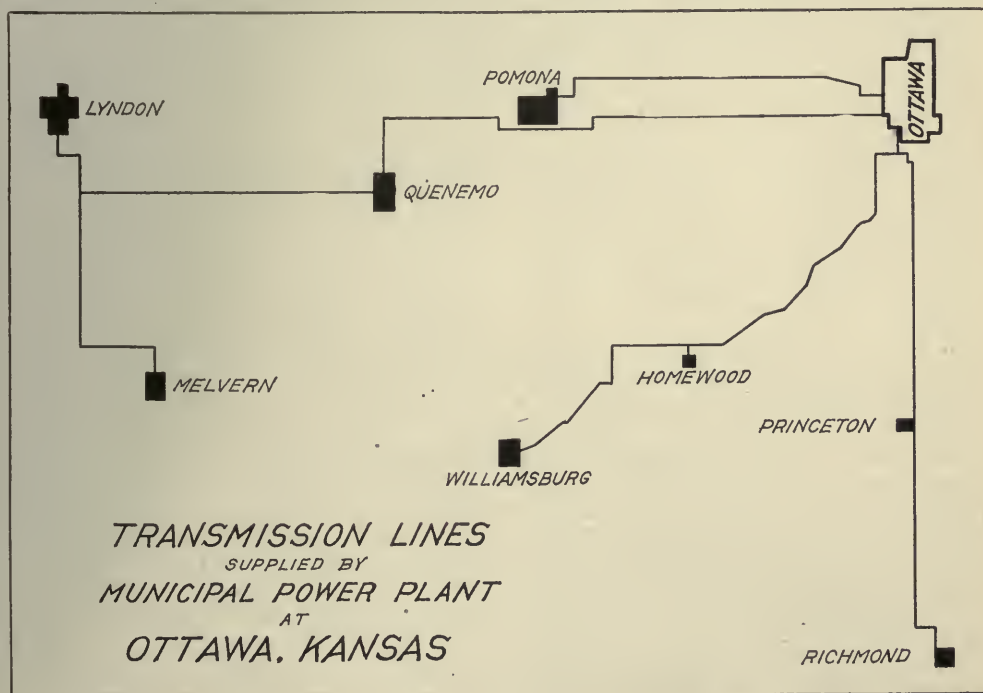 POMONA
OTTAWA
LYNDON
QUENEMO
MELVERN
HOMEWOOD
PRINCETON
WILLIAMSBURG
RICHMOND
TRANSMISSION LINES
SUPPLIED BY
MUNICIPAL POWER PLANT
AT
OTTAWA, KANSAS